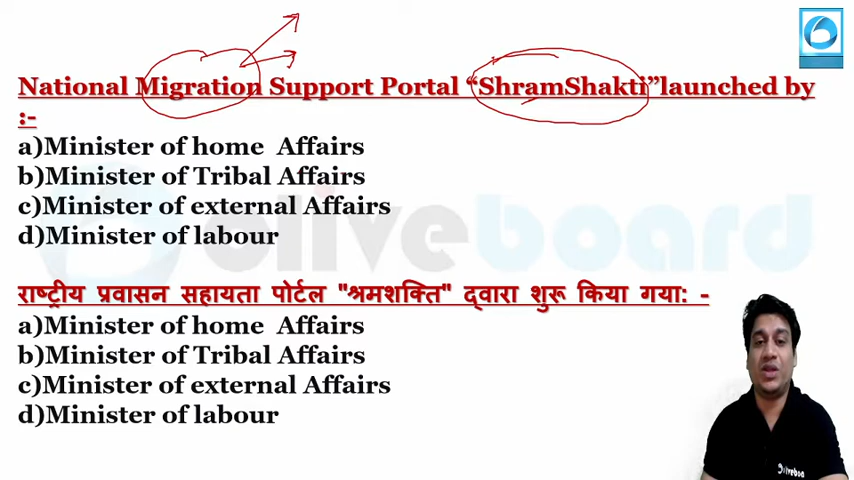 National Migration Support Portal “ShramShakti”launched by
:-
a)Minister of home Affairs
b)Minister of Tribal Affairs
c)Minister of external Affairs
d)Minister of labour
oliveboard
राष्ट्रीय प्रवासन सहायता पोर्टल "श्रमशक्ति" द्वारा शुरू किया गया: -
a)Minister of home Affairs
b)Minister of Tribal Affairs
c)Minister of external Affairs
d)Minister of labour